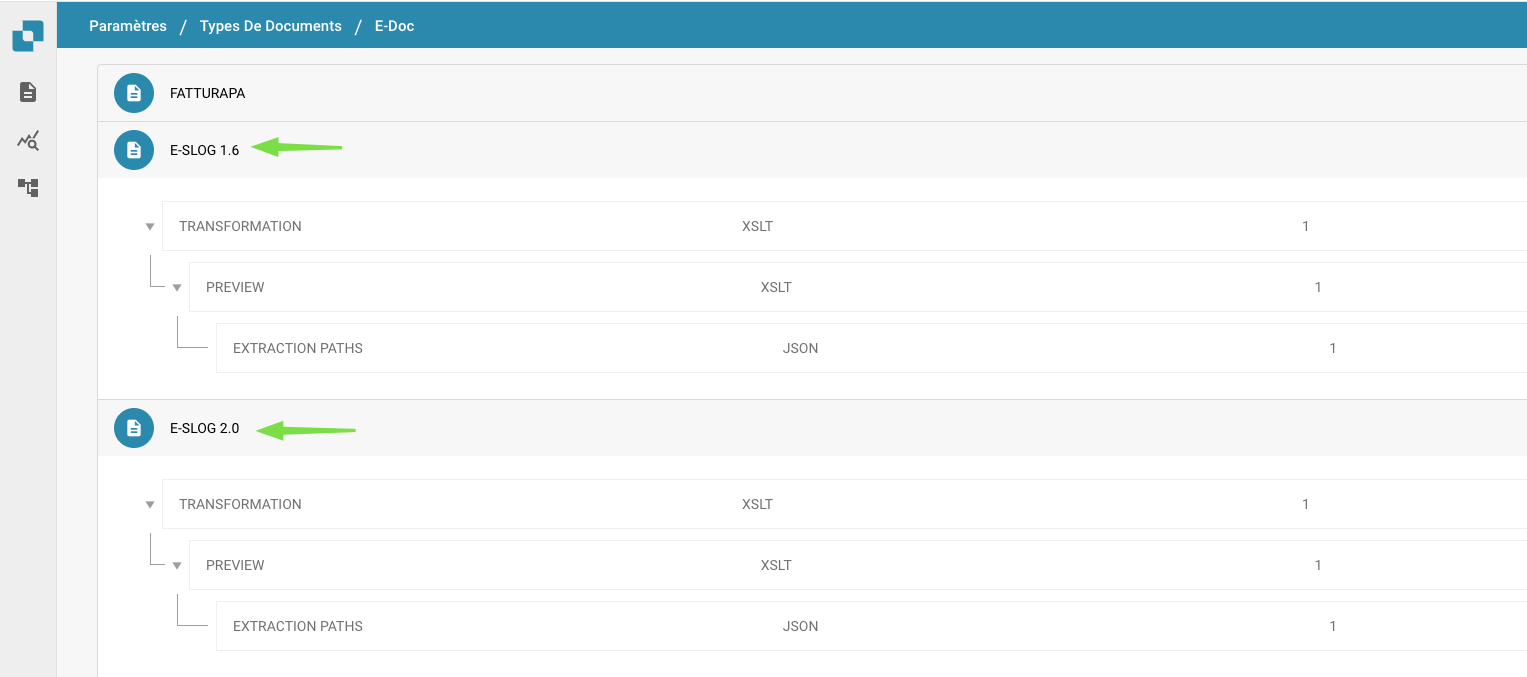 Paramètres / Types De Documents / E-Doc
FATTURAPA
E-SLOG 1.6
TRANSFORMATION XSLT 1
PREVIEW XSLT 1
EXTRACTION PATHS JSON 1
E-SLOG 2.0
TRANSFORMATION XSLT 1
PREVIEW XSLT 1
EXTRACTION PATHS JSON 1